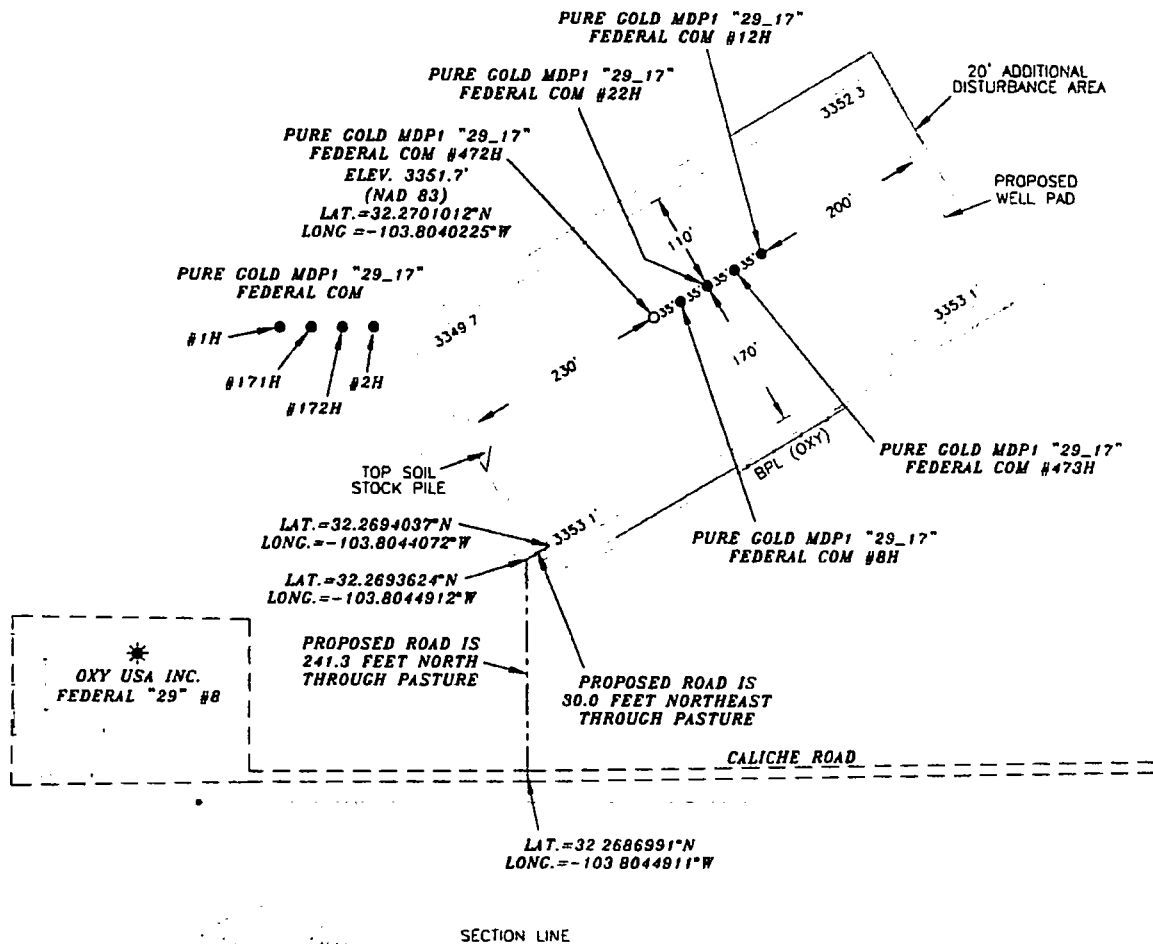 PURE GOLD MDP1 "29_17"
FEDERAL COM #12H
PURE GOLD MDP1 "29_17"
FEDERAL COM #22H
20' ADDITIONAL
DISTURBANCE AREA
3352 3
PURE GOLD MDP1 "29_17"
FEDERAL COM #472H
ELEV. 3351.7'
(NAD 83)
LAT.=32.2701012°N
LONG =-103.8040225°W
PROPOSED
WELL PAD
200'
110'
35'
35'
35'
35'
PURE GOLD MDP1 "29_17"
FEDERAL COM
#1H
#171H
#172H
#2H
3349 7
3353 1'
230'
170'
TOP SOIL
STOCK PILE
BPL (OXY)
PURE GOLD MDP1 "29_17"
FEDERAL COM #473H
LAT.=32.2694037°N
LONG.=-103.8044072°W
3353 1'
PURE GOLD MDP1 "29_17"
FEDERAL COM #8H
LAT.=32.2693624°N
LONG.=-103.8044912°W
PROPOSED ROAD IS
241.3 FEET NORTH
THROUGH PASTURE
OXY USA INC.
FEDERAL "29" #8
PROPOSED ROAD IS
30.0 FEET NORTHEAST
THROUGH PASTURE
CALICHE ROAD
LAT.=32 2686991°N
LONG.=-103 8044911°W
SECTION LINE